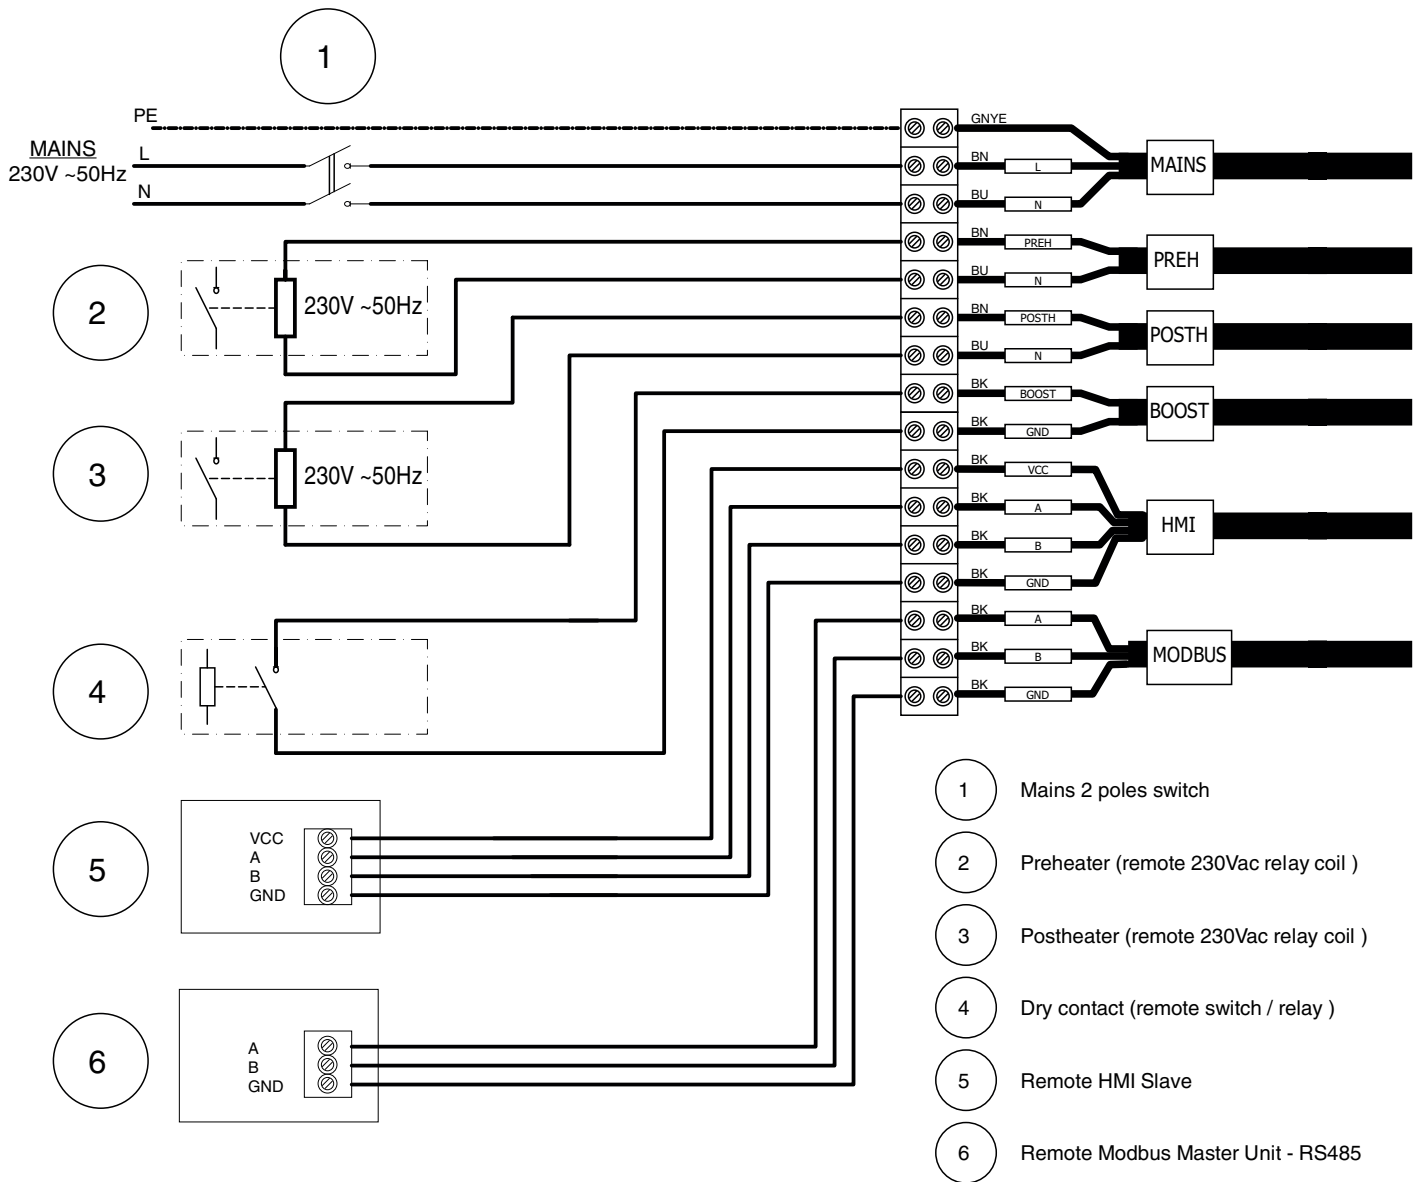 1
PE
MAINS
230V ~50Hz
L
N
GNYE
BN
L
BU
N
MAINS
BN
PREH
BU
N
PREH
BN
POSTH
BU
N
POSTH
BK
BOOST
BK
GND
BOOST
BK
VCC
BK
A
BK
B
BK
GND
HMI
BK
A
BK
B
BK
GND
MODBUS
2
230V ~50Hz
3
230V ~50Hz
4
5
VCC
A
B
GND
6
A
B
GND
1 Mains 2 poles switch
2 Preheater (remote 230Vac relay coil )
3 Postheater (remote 230Vac relay coil )
4 Dry contact (remote switch / relay )
5 Remote HMI Slave
6 Remote Modbus Master Unit - RS485